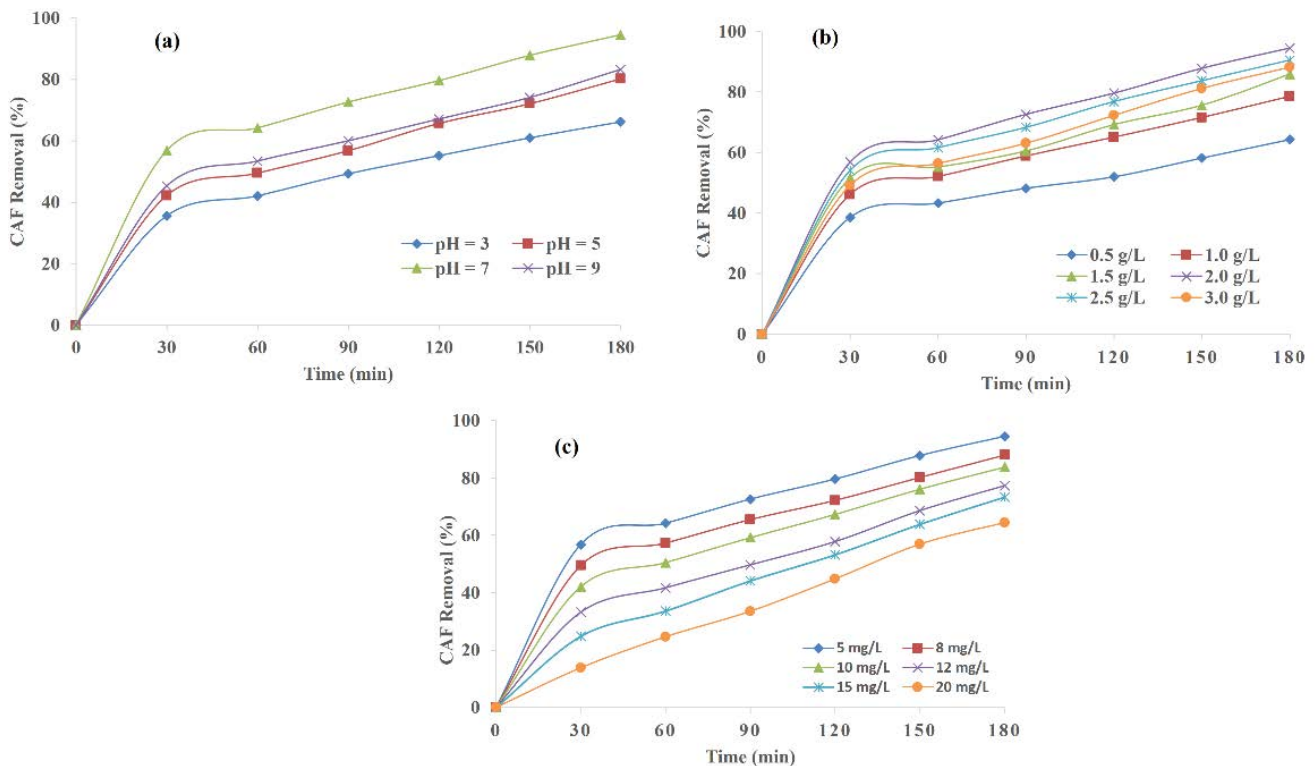 (a)
CAF Removal (%)
100
80
60
40
20
0
pH = 3 pH = 5
pII = 7 pII = 9
0 30 60 90 120 150 180
Time (min)
(b)
CAF Removal (%)
100
80
60
40
20
0
0.5 g/L 1.0 g/L
1.5 g/L 2.0 g/L
2.5 g/L 3.0 g/L
0 30 60 90 120 150 180
Time (min)
(c)
CAF Removal (%)
100
80
60
40
20
0
5 mg/L 8 mg/L
10 mg/L 12 mg/L
15 mg/L 20 mg/L
0 30 60 90 120 150 180
Time (min)